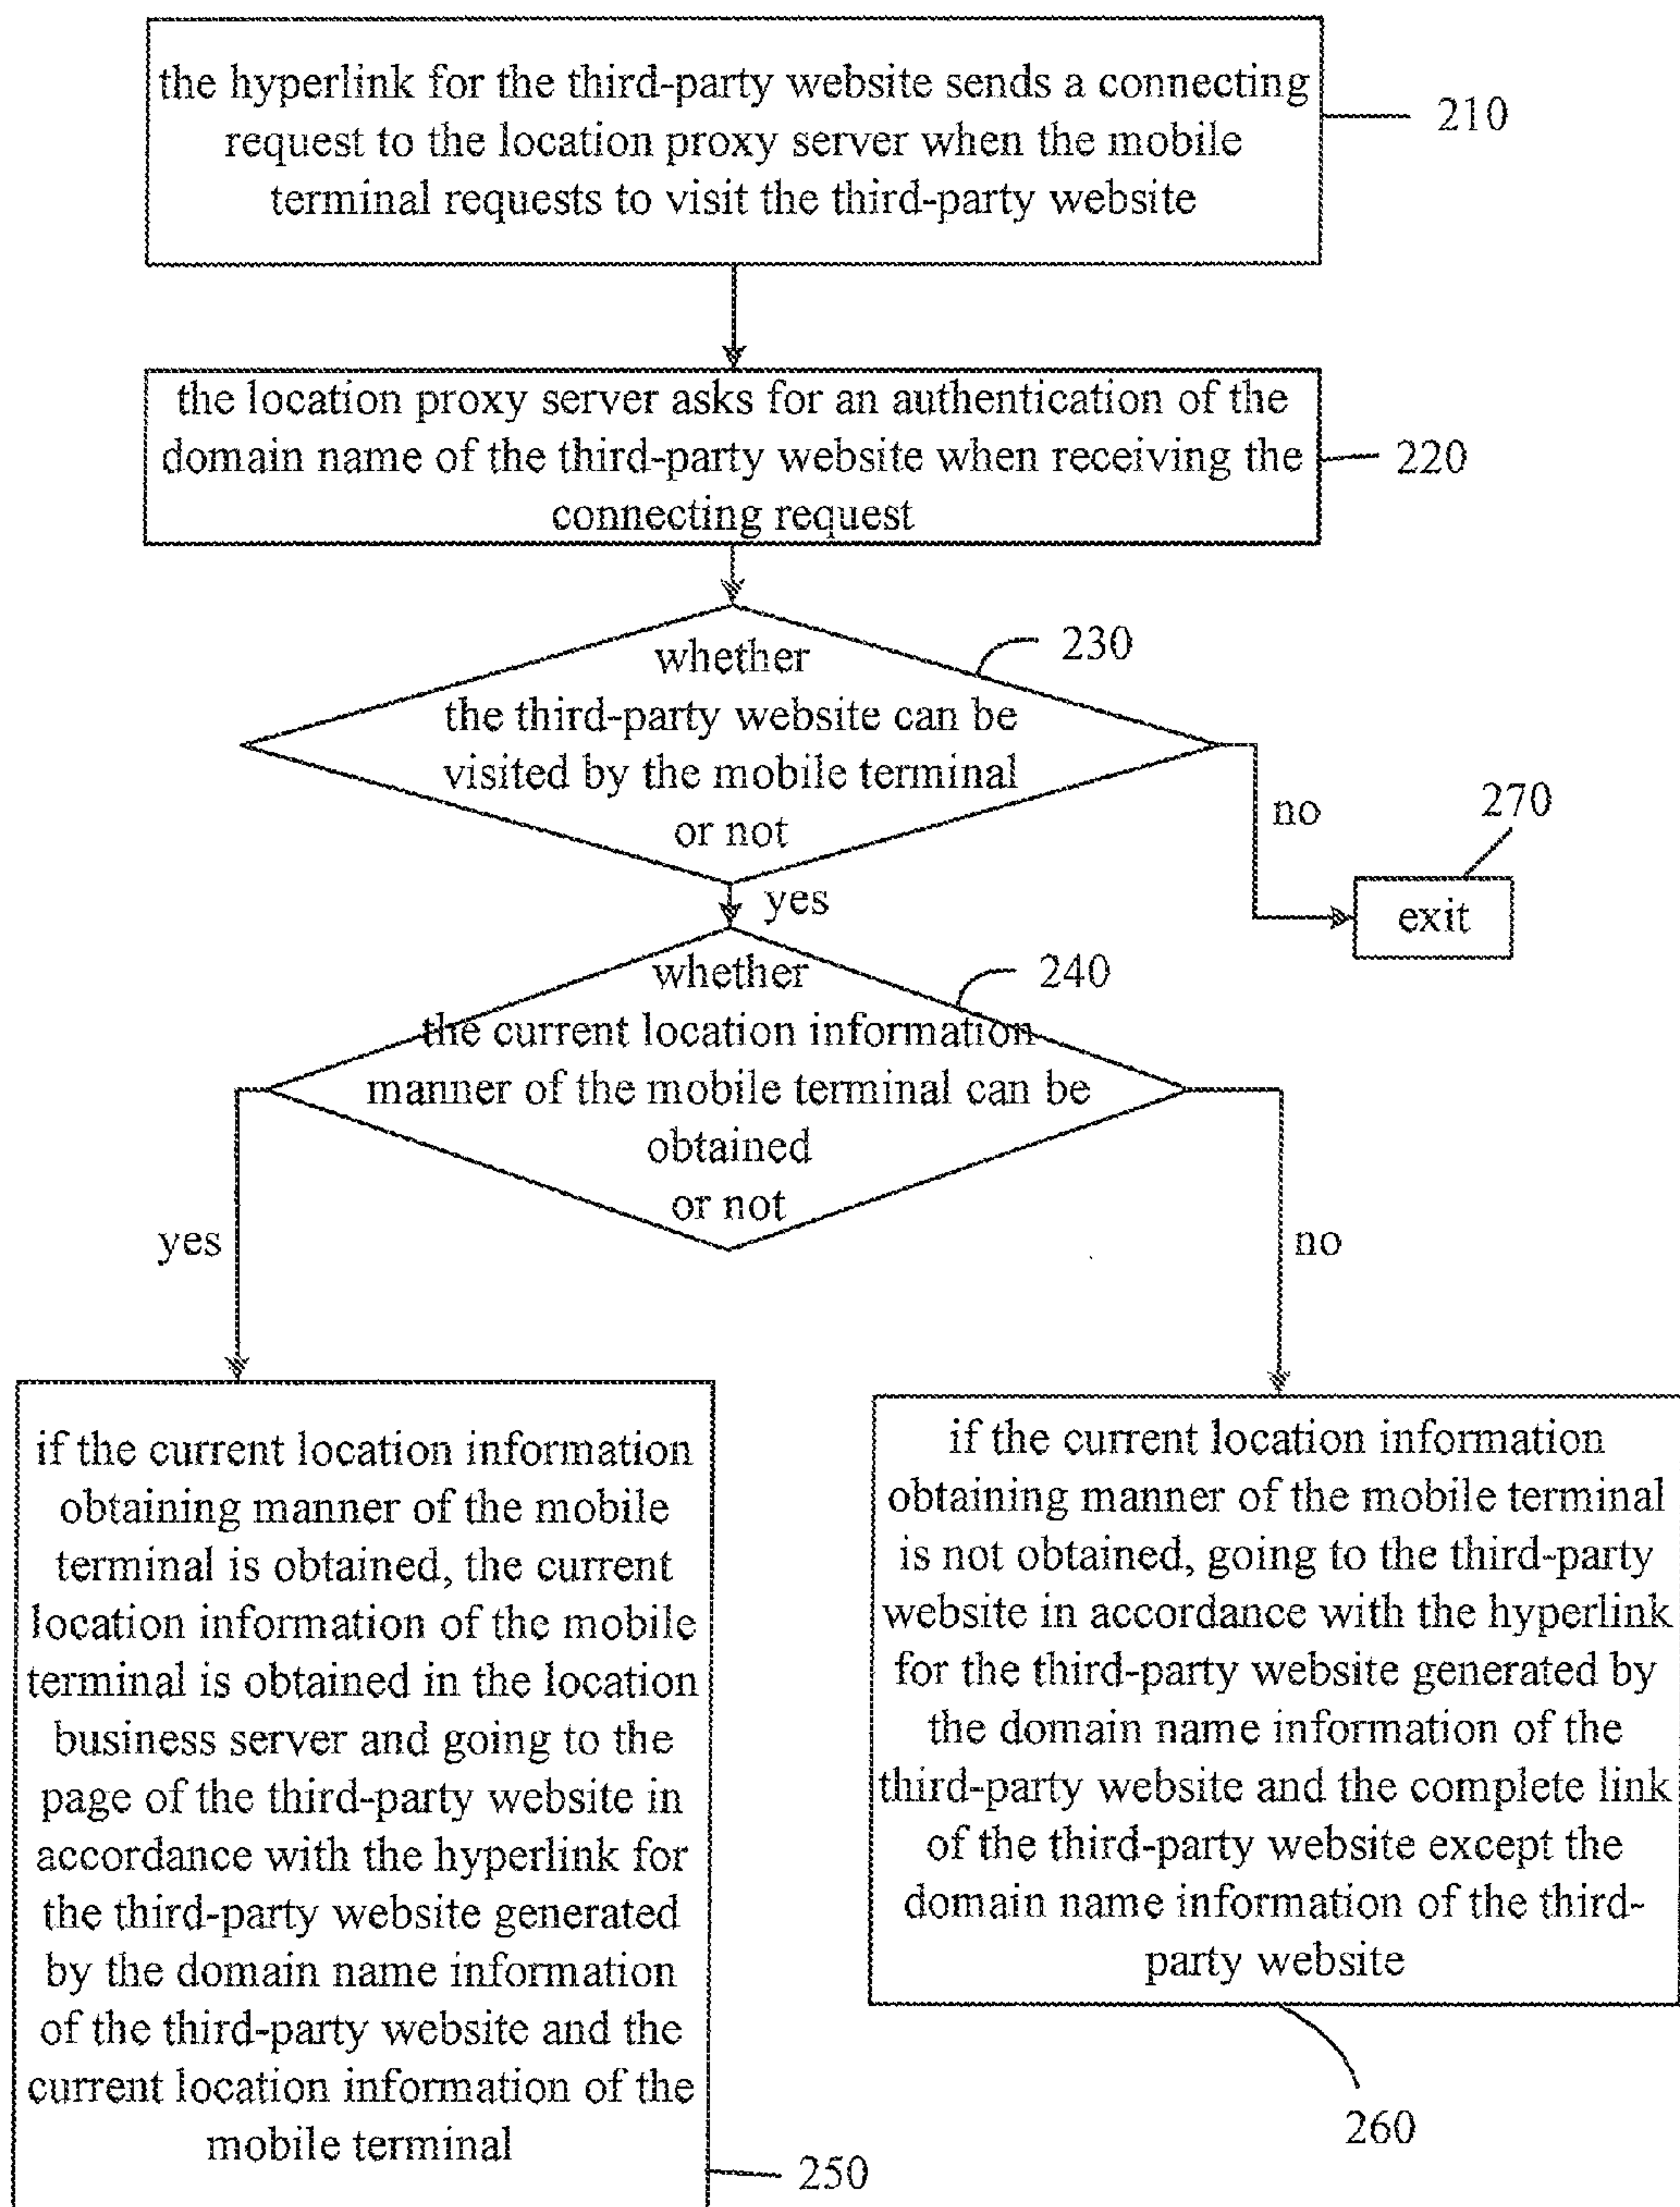 the hyperlink for the third-party website sends a connecting
request to the location proxy server when the mobile
terminal requests to visit the third-party website
210
the location proxy server asks for an authentication of the
domain name of the third-party website when receiving the
connecting request
220
whether
the third-party website can be
visited by the mobile terminal
or not
230
no
270
exit
yes
whether
the current location information
manner of the mobile terminal can be
obtained
or not
240
yes
no
if the current location information
obtaining manner of the mobile
terminal is obtained, the current
location information of the mobile
terminal is obtained in the location
business server and going to the
page of the third-party website in
accordance with the hyperlink for
the third-party website generated
by the domain name information
of the third-party website and the
current location information of the
mobile terminal
250
if the current location information
obtaining manner of the mobile terminal
is not obtained, going to the third-party
website in accordance with the hyperlink
for the third-party website generated by
the domain name information of the
third-party website and the complete link
of the third-party website except the
domain name information of the third-
party website
260